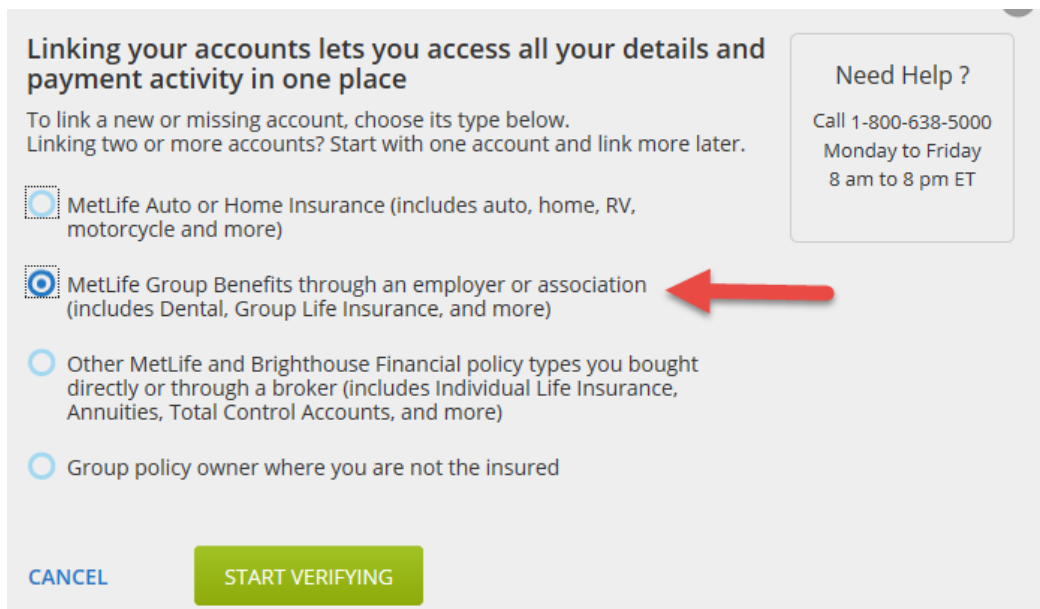 Linking your accounts lets you access all your details and
payment activity in one place
To link a new or missing account, choose its type below.
Linking two or more accounts? Start with one account and link more later.
MetLife Auto or Home Insurance (includes auto, home, RV,
motorcycle and more)
MetLife Group Benefits through an employer or association
(includes Dental, Group Life Insurance, and more)
Other MetLife and Brighthouse Financial policy types you bought
directly or through a broker (includes Individual Life Insurance,
Annuities, Total Control Accounts, and more)
Group policy owner where you are not the insured
CANCEL
START VERIFYING
Need Help ?
Call 1-800-638-5000
Monday to Friday
8 am to 8 pm ET